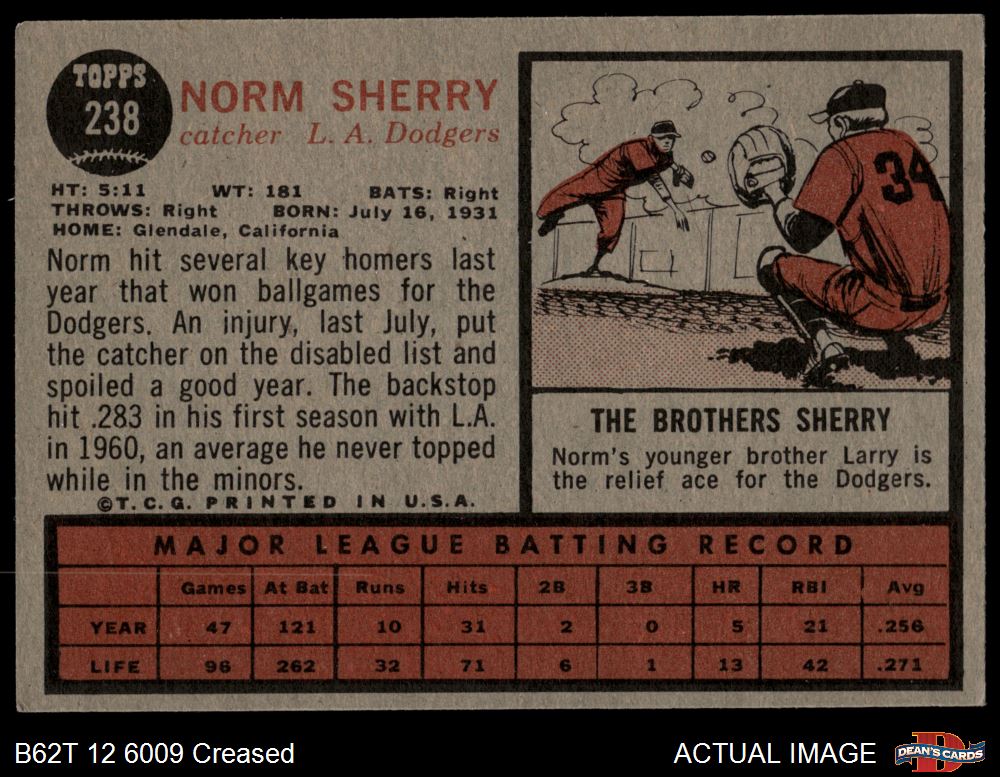 TOPPS
238
NORM SHERRY
catcher L. A. Dodgers
HT: 5:11 WT: 181 BATS: Right
THROWS: Right BORN: July 16, 1931
HOME: Glendale, California
Norm hit several key homers last
year that won ballgames for the
Dodgers. An injury, last July, put
the catcher on the disabled list and
spoiled a good year. The backstop
hit .283 in his first season with L.A.
in 1960, an average he never topped
while in the minors.
©T.C.G. PRINTED IN U.S.A.
34
THE BROTHERS SHERRY
Norm's younger brother Larry is
the relief ace for the Dodgers.
MAJOR LEAGUE BATTING RECORD
Games At Bat Runs Hits 2B 3B HR RBI Avg
YEAR 47 121 10 31 2 0 5 21 .256
LIFE 96 262 32 71 6 1 13 42 .271
B62T 12 6009 Creased
ACTUAL IMAGE
D
DEAN'S CARDS